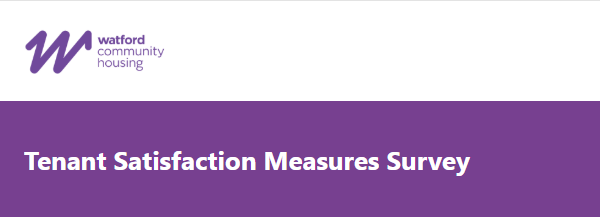 watford
community
housing
Tenant Satisfaction Measures Survey